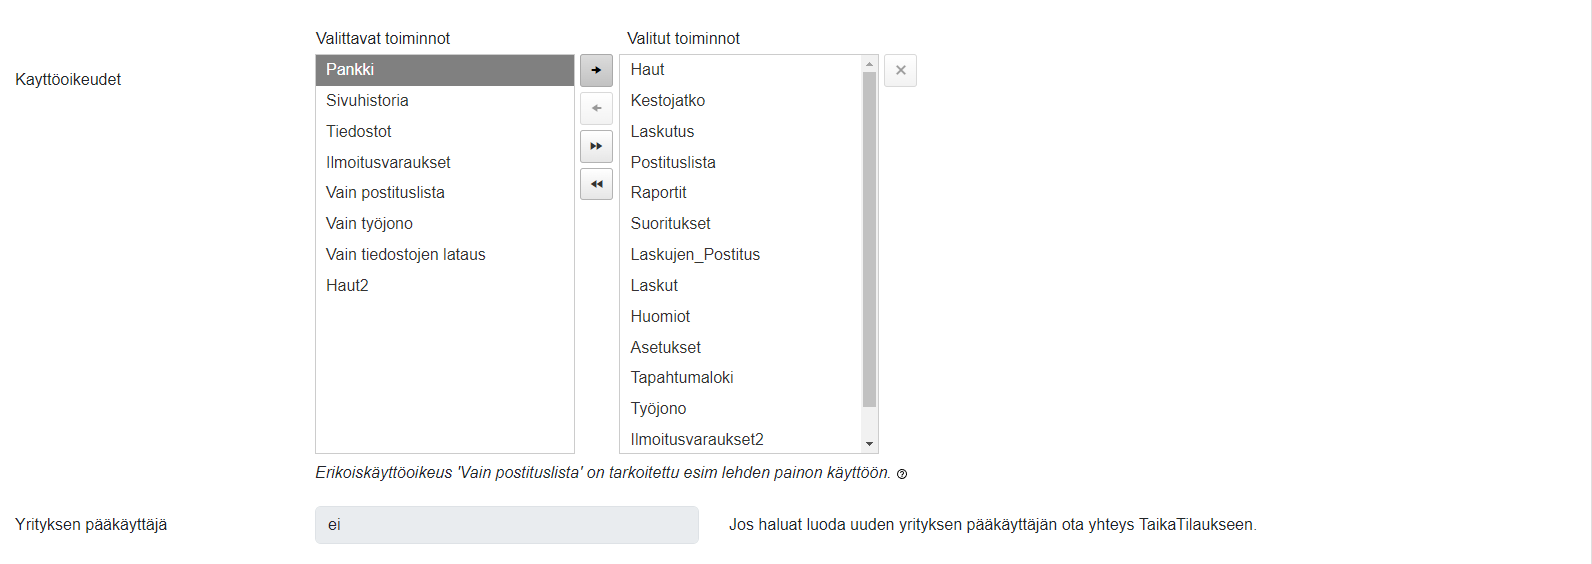 Valittavat toiminnot
Valitut toiminnot
Kayttöoikeudet
Pankki
Sivuhistoria
Tiedostot
Ilmoitusvaraukset
Vain postituslista
Vain työjono
Vain tiedostojen lataus
Haut2
Haut
Kestojatko
Laskutus
Postituslista
Raportit
Suoritukset
Laskujen_Postitus
Laskut
Huomiot
Asetukset
Tapahtumaloki
Työjono
Ilmoitusvaraukset2
Erikoiskäyttöoikeus 'Vain postituslista' on tarkoitettu esim lehden painon käyttöön.
Yrityksen pääkäyttäjä
ei
Jos haluat luoda uuden yrityksen pääkäyttäjän ota yhteys TaikaTilaukseen.